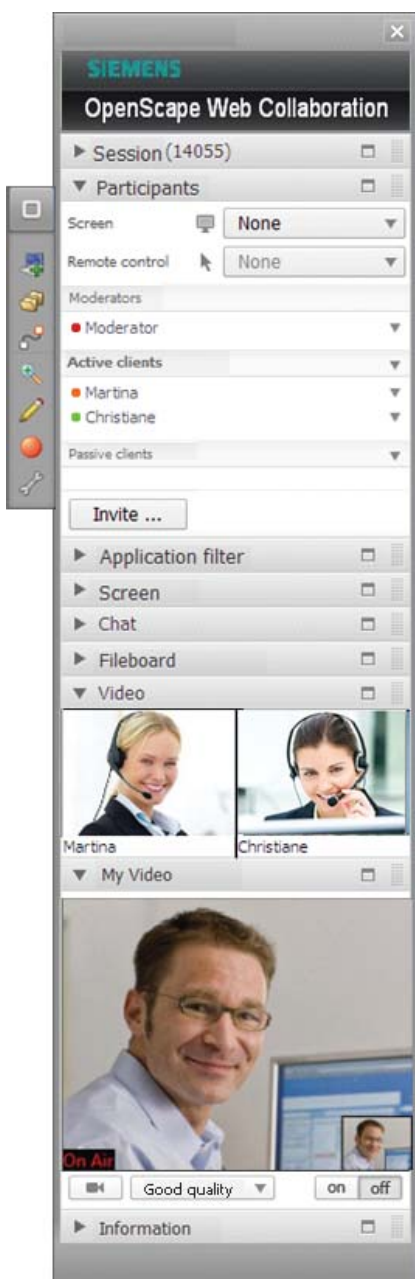 SIEMENS
OpenScape Web Collaboration
Session (14055)
Participants
Screen None
Remote control None
Moderators
Moderator
Active clients
Martina
Christiane
Passive clients
Invite ...
Application filter
Screen
Chat
Fileboard
Video
Martina Christiane
My Video
On Air
Good quality on off
Information